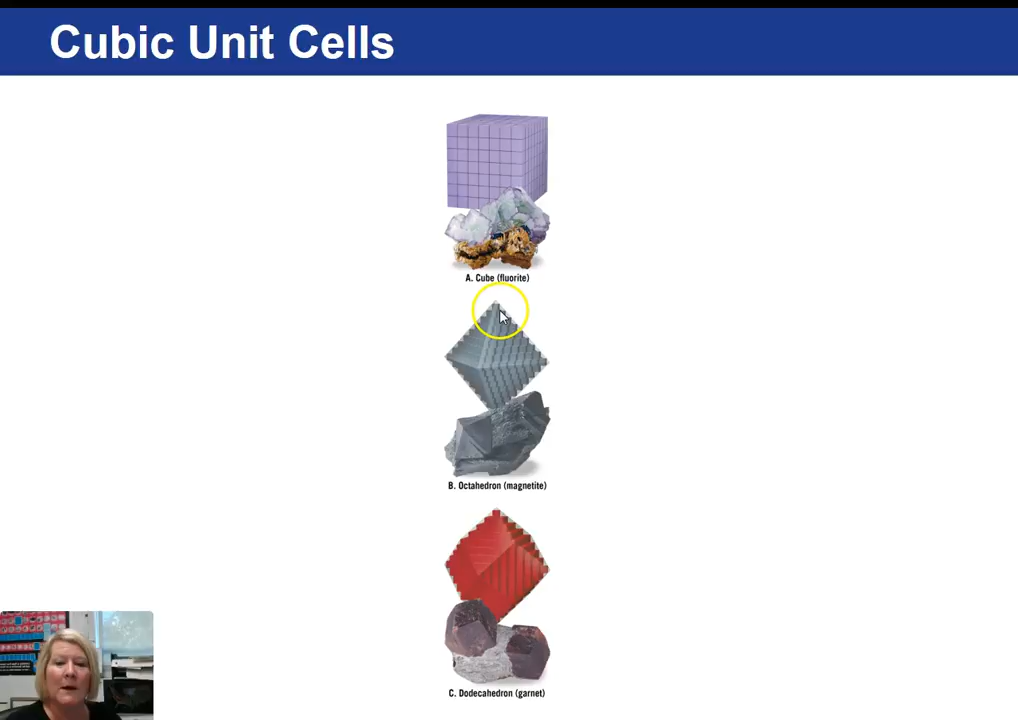 Cubic Unit Cells
A. Cube (fluorite)
B. Octahedron (magnetite)
C. Dodecahedron (garnet)